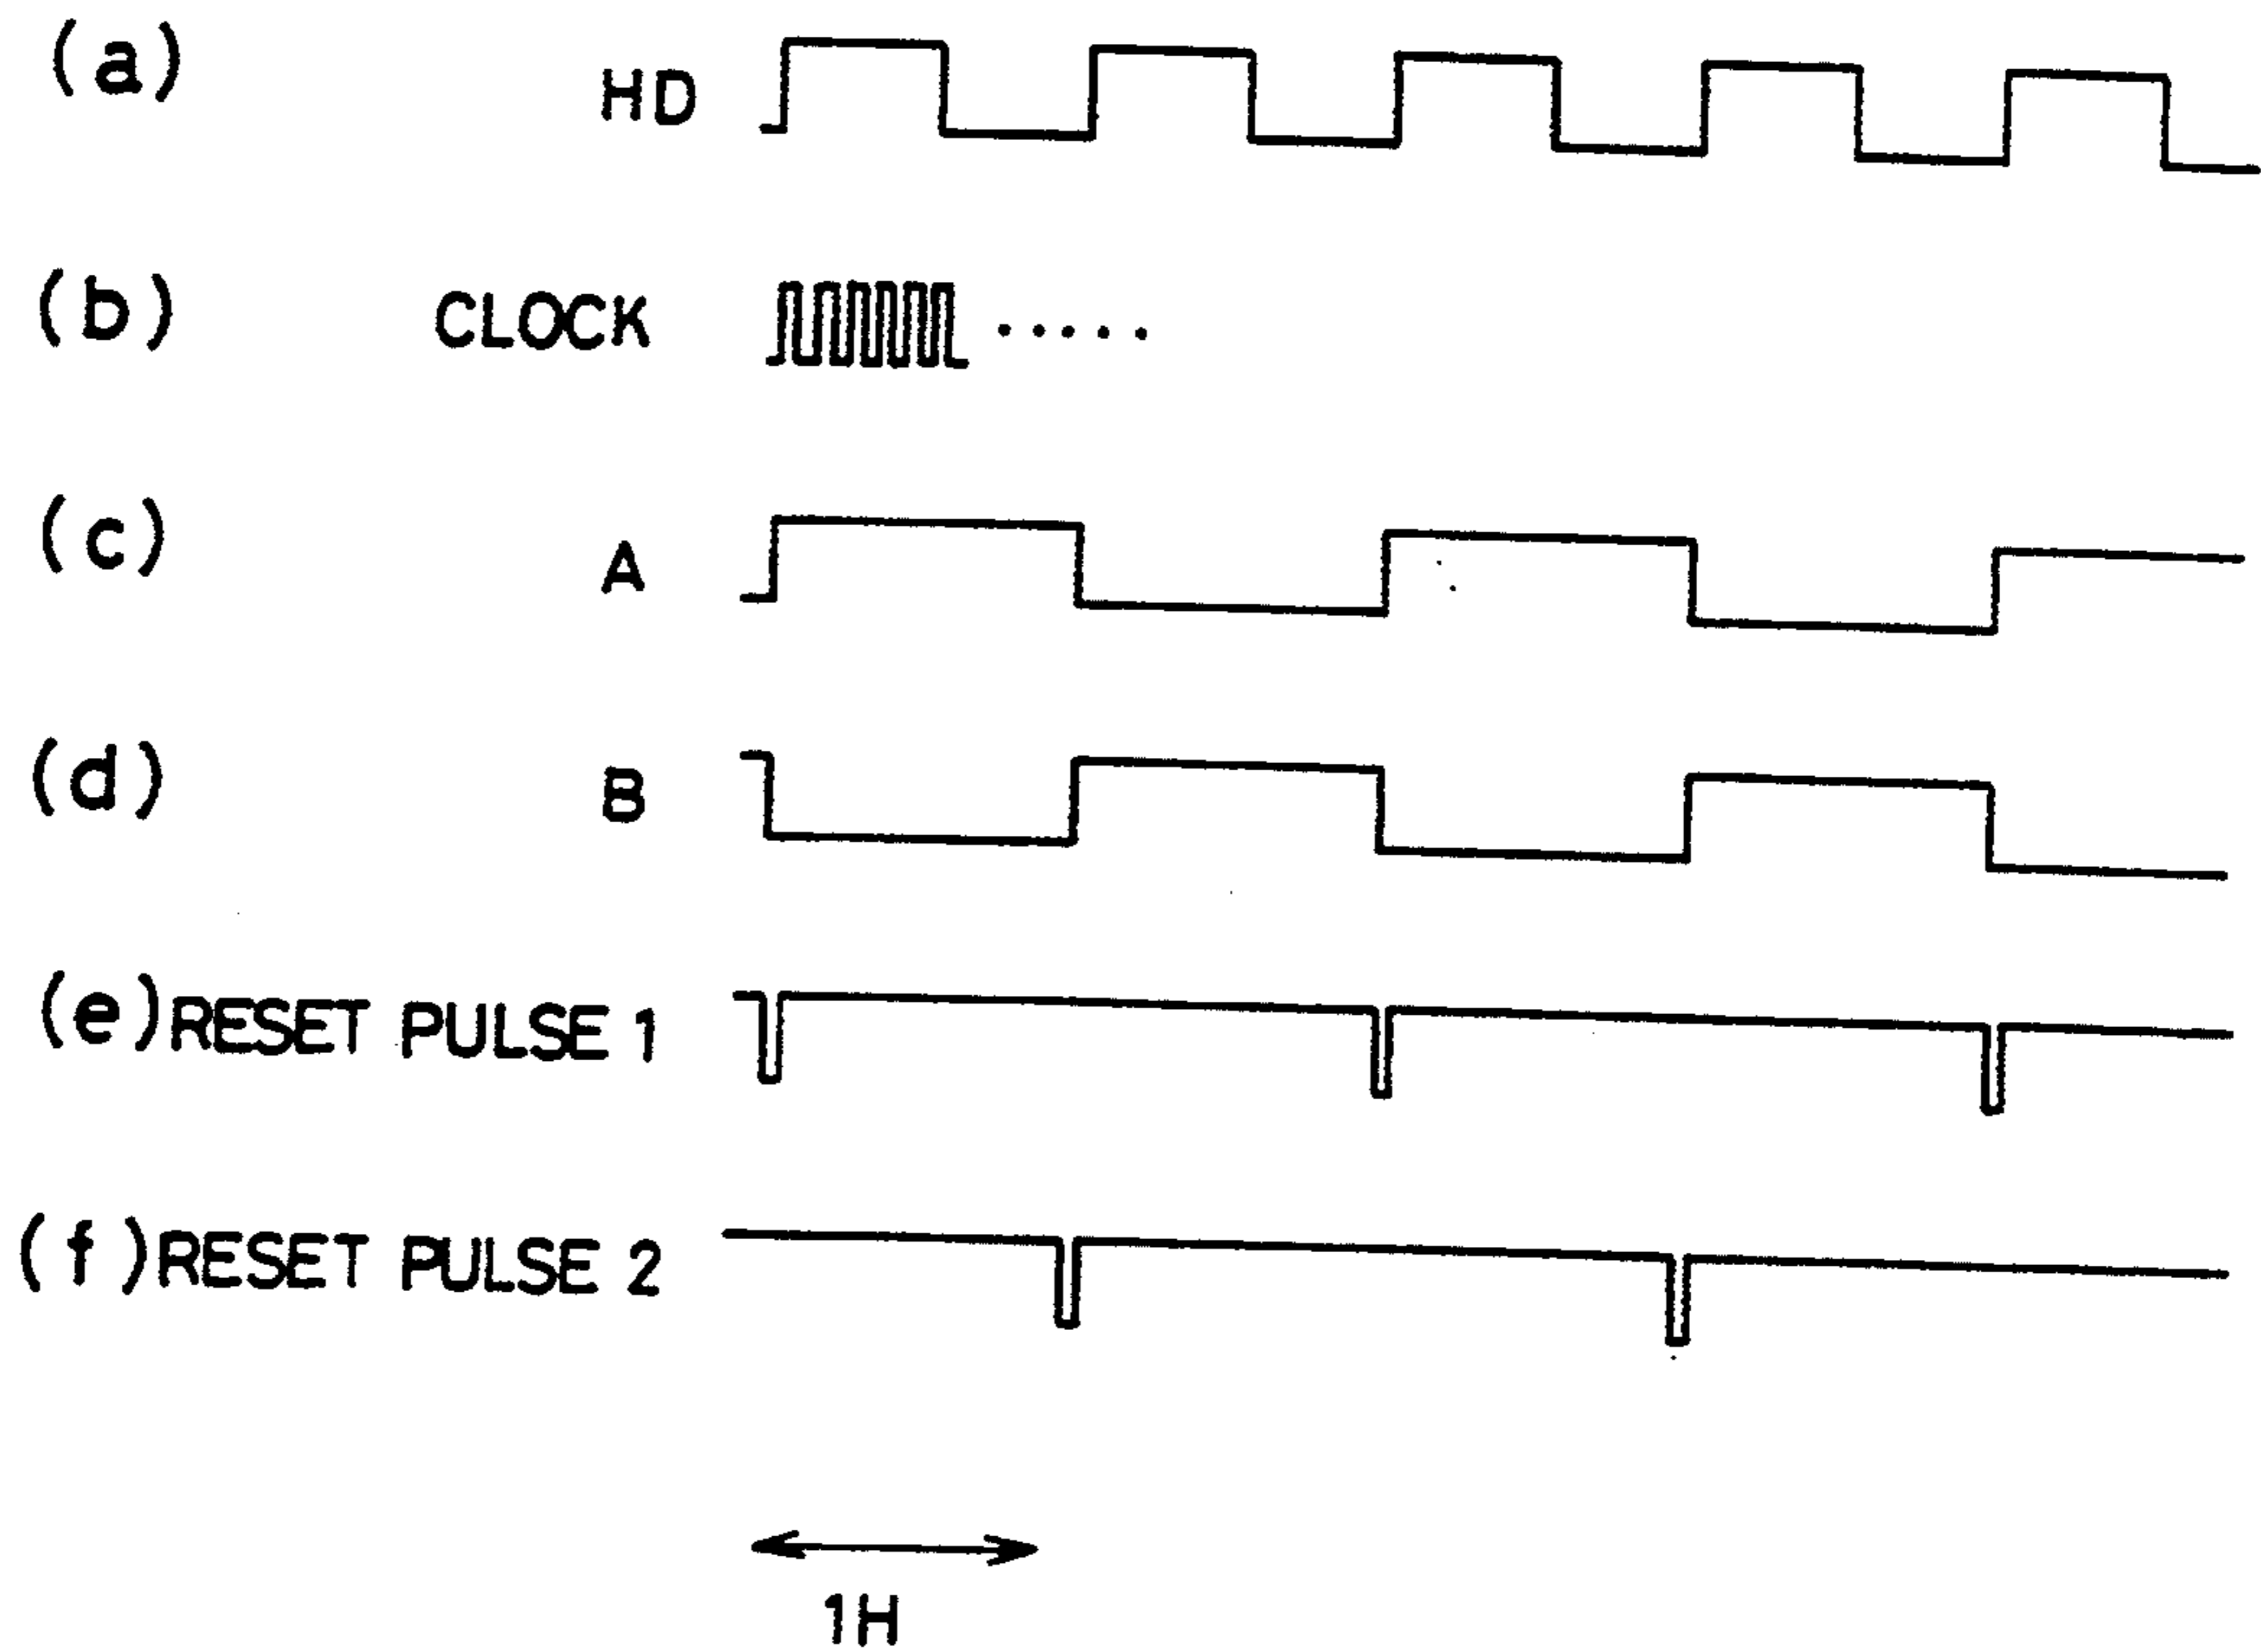 (a) HD
(b) CLOCK
(c) A
(d) B
(e) RESET PULSE 1
(f) RESET PULSE 2
1H